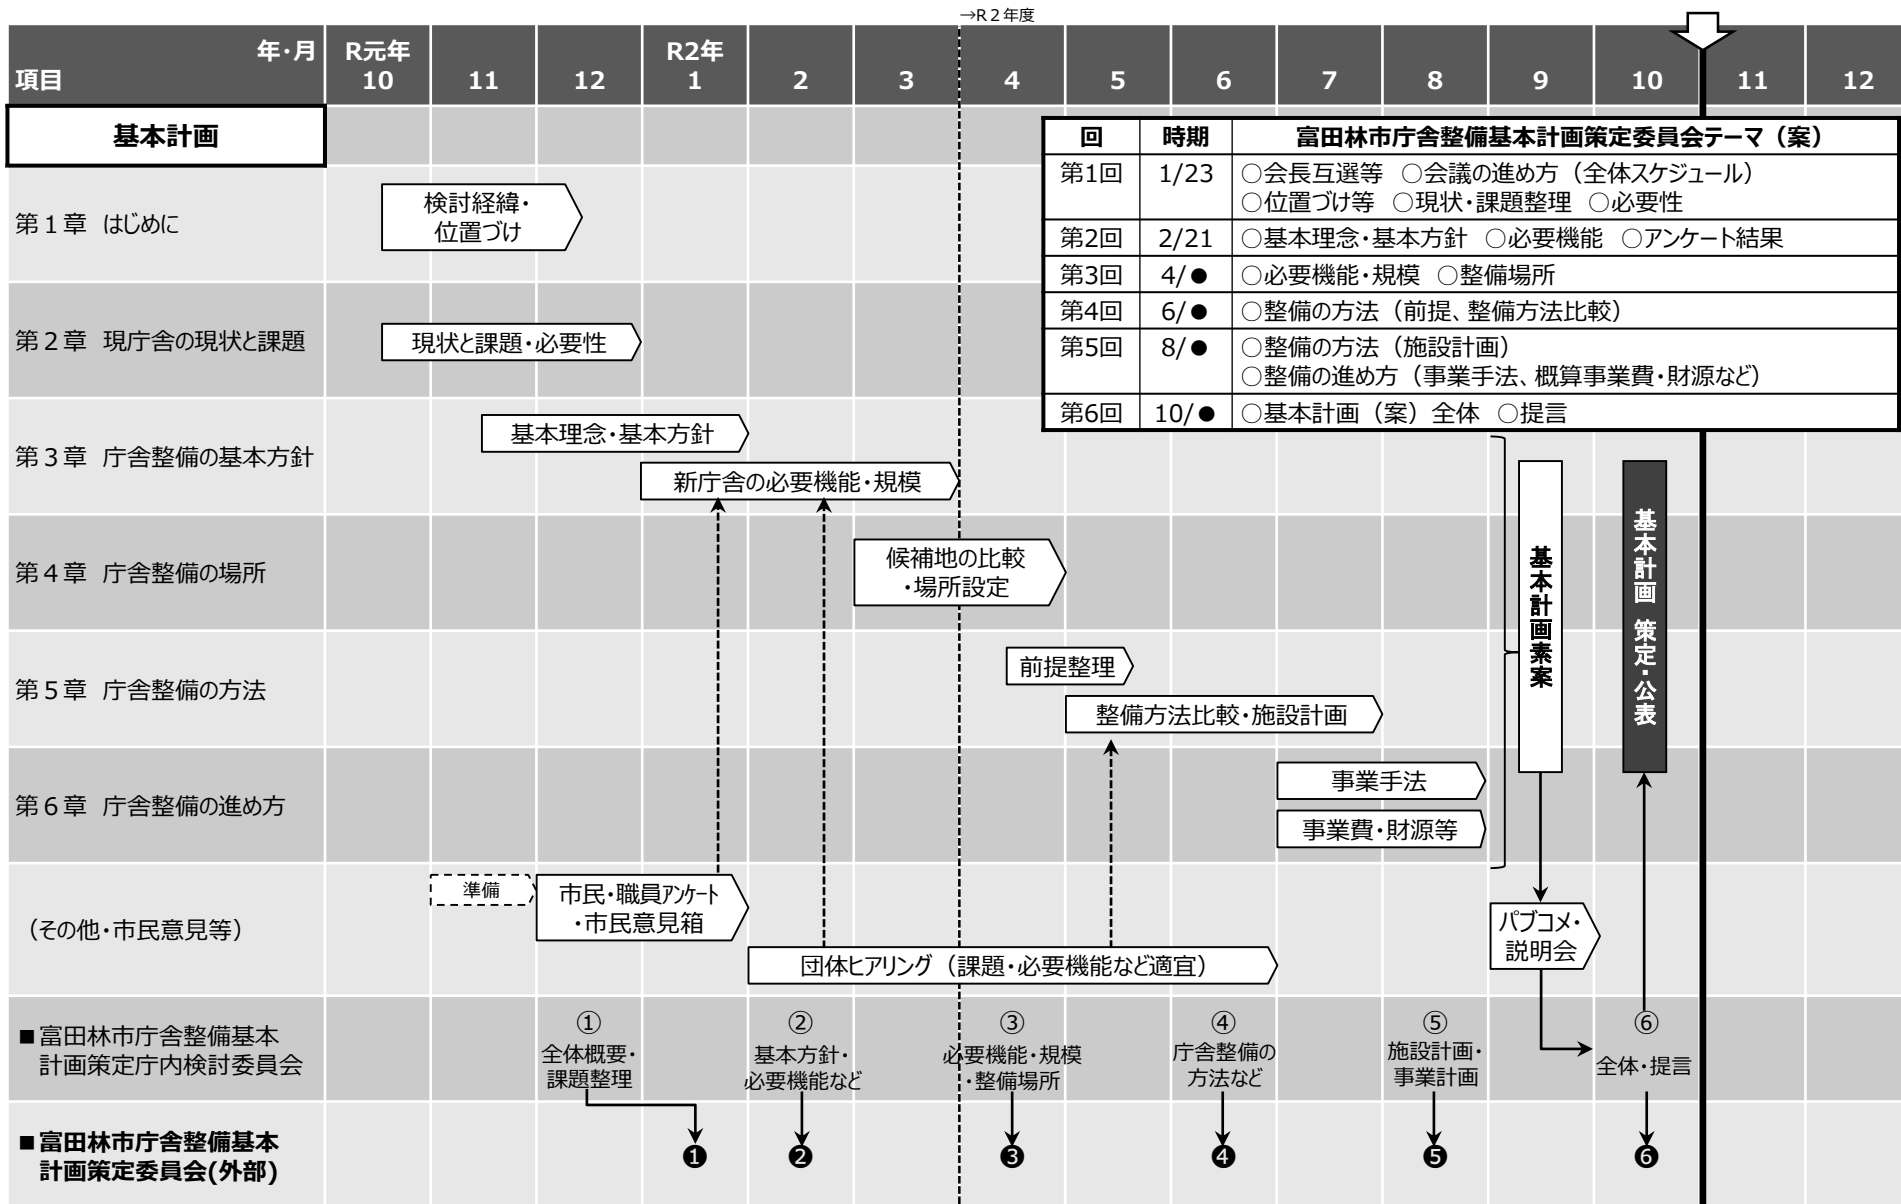 →R２年度
年・月
項目
R元年
10
11
12
R2年
1
2
3
4
5
6
7
8
9
10
11
12
基本計画
回 時期 富田林市庁舎整備基本計画策定委員会テーマ（案）
第1回 1/23 ○会長互選等 ○会議の進め方（全体スケジュール）
○位置づけ等 ○現状・課題整理 ○必要性
第2回 2/21 ○基本理念・基本方針 ○必要機能 ○アンケート結果
第3回 4/● ○必要機能・規模 ○整備場所
第4回 6/● ○整備の方法（前提、整備方法比較）
第5回 8/● ○整備の方法（施設計画）
○整備の進め方（事業手法、概算事業費・財源など）
第6回 10/● ○基本計画（案）全体 ○提言
第１章 はじめに
検討経緯・
位置づけ
第２章 現庁舎の現状と課題
現状と課題・必要性
第３章 庁舎整備の基本方針
基本理念・基本方針
新庁舎の必要機能・規模
第４章 庁舎整備の場所
候補地の比較
・場所設定
第５章 庁舎整備の方法
前提整理
整備方法比較・施設計画
第６章 庁舎整備の進め方
事業手法
事業費・財源等
基本計画素案
基本計画 策定・公表
（その他・市民意見等）
準備
市民・職員アンケート
・市民意見箱
団体ヒアリング（課題・必要機能など適宜）
パブコメ・
説明会
■富田林市庁舎整備基本
計画策定庁内検討委員会
①
全体概要・
課題整理
②
基本方針・
必要機能など
③
必要機能・規模
・整備場所
④
庁舎整備の
方法など
⑤
施設計画・
事業計画
⑥
全体・提言
■富田林市庁舎整備基本
計画策定委員会(外部)
❶
❷
❸
❹
❺
❻